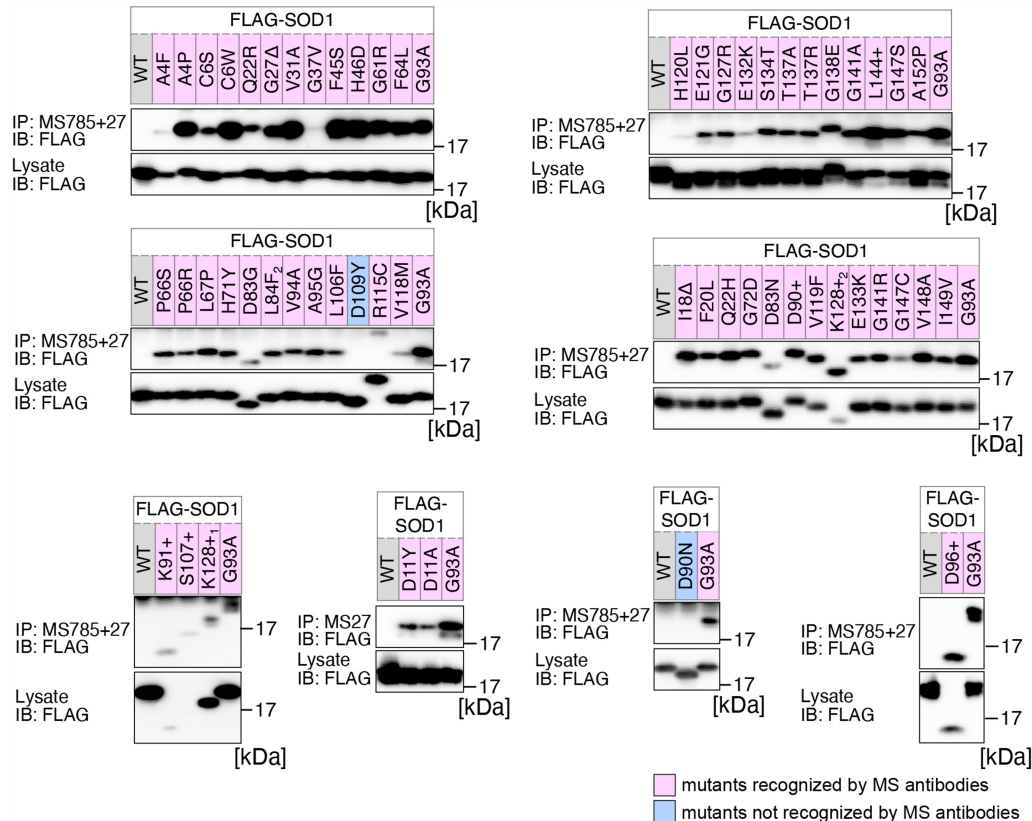 FLAG-SOD1
WT A4F A4P C6S C6W Q22R G27Δ V31A G37V F45S H46D G61R F64L G93A
IP: MS785+27
IB: FLAG
17
Lysate
IB: FLAG
17
[kDa]
FLAG-SOD1
WT H120L E121G G127R E132K S134T T137A T137R G138E G141A L144+ G147S A152P G93A
IP: MS785+27
IB: FLAG
17
Lysate
IB: FLAG
17
[kDa]
FLAG-SOD1
WT P66S P66R L67P H71Y D83G L84F2 V94A A95G L106F D109Y R115C V118M G93A
IP: MS785+27
IB: FLAG
17
Lysate
IB: FLAG
17
[kDa]
FLAG-SOD1
WT I18Δ F20L Q22H G72D D83N D90+ V119F K128+2 E133K G141R G147C V148A I149V G93A
IP: MS785+27
IB: FLAG
17
Lysate
IB: FLAG
17
[kDa]
FLAG-SOD1
WT K91+ S107+ K128+1 G93A
IP: MS785+27
IB: FLAG
17
Lysate
IB: FLAG
17
[kDa]
FLAG-
SOD1
WT D11Y D11A G93A
IP: MS27
IB: FLAG
17
Lysate
IB: FLAG
17
[kDa]
FLAG-
SOD1
WT D90N G93A
IP: MS785+27
IB: FLAG
17
Lysate
IB: FLAG
17
[kDa]
FLAG-
SOD1
WT D96+ G93A
IP: MS785+27
IB: FLAG
17
Lysate
IB: FLAG
17
[kDa]
mutants recognized by MS antibodies
mutants not recognized by MS antibodies